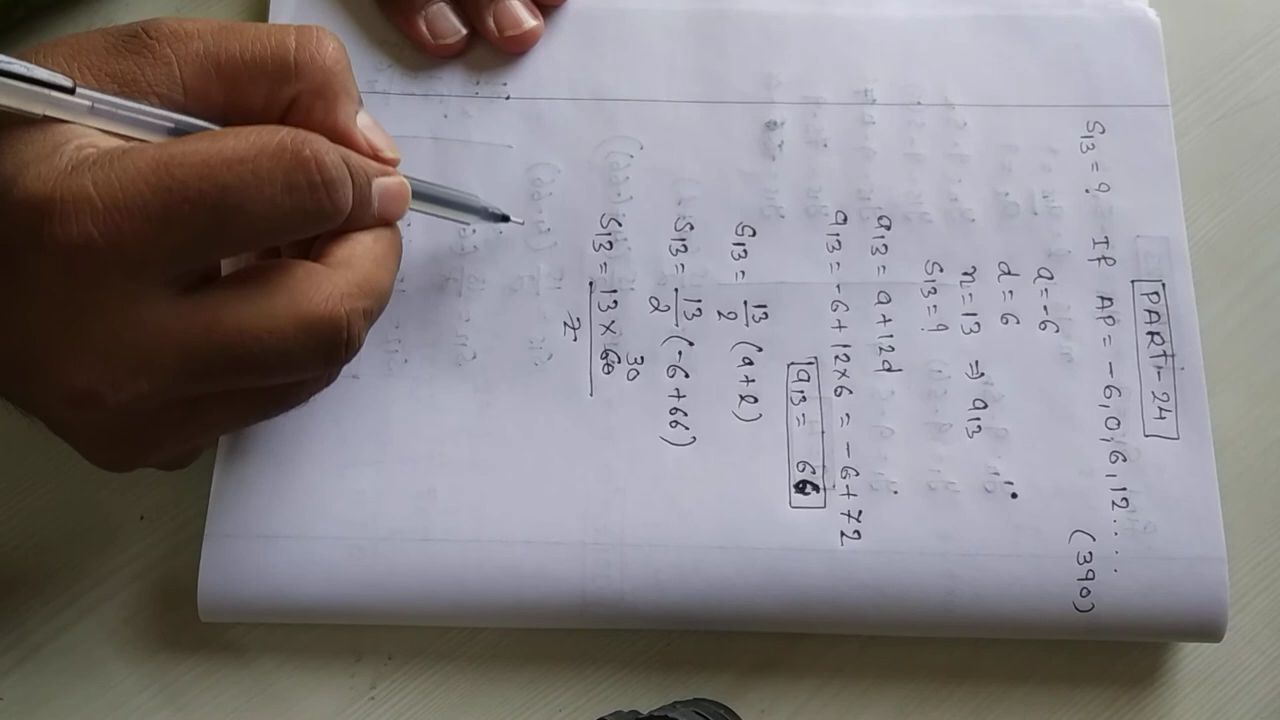 PART - 24
S13 = ? If AP = -6, 0, 6, 12....
(390)
a = -6
d = 6
n = 13 ⇒ a13
S13 = ?
a13 = a + 12d
a13 = -6 + 12 × 6 = -6 + 72
a13 = 66
S13 = 13/2 (a + l)
S13 = 13/2 (-6 + 66)
30
S13 = 13 × 60
2